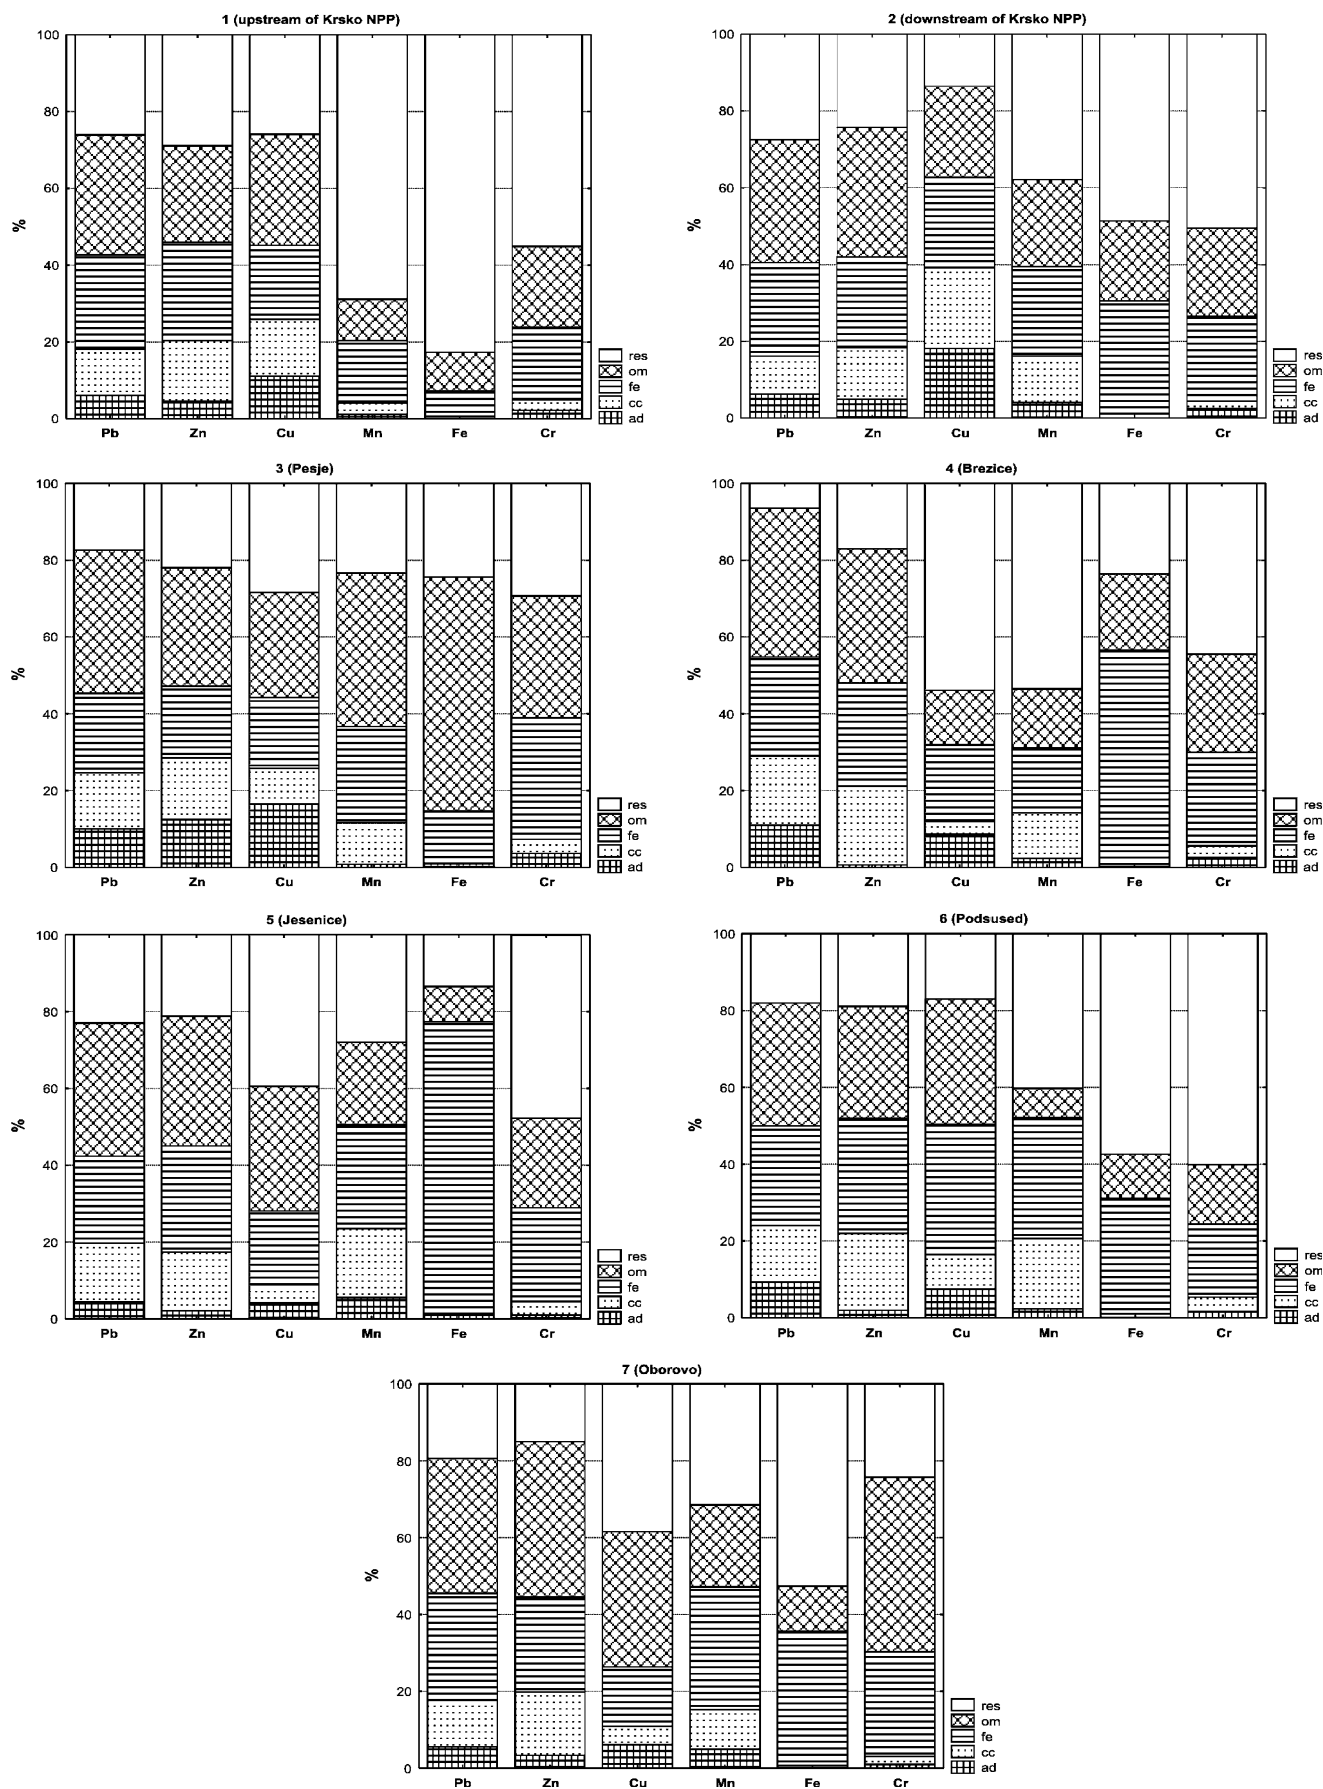 1 (upstream of Krsko NPP)
100
80
60
40
20
0
%
Pb Zn Cu Mn Fe Cr
res
om
fe
cc
ad
2 (downstream of Krsko NPP)
100
80
60
40
20
0
%
Pb Zn Cu Mn Fe Cr
res
om
fe
cc
ad
3 (Pesje)
100
80
60
40
20
0
%
Pb Zn Cu Mn Fe Cr
res
om
fe
cc
ad
4 (Brezice)
100
80
60
40
20
0
%
Pb Zn Cu Mn Fe Cr
res
om
fe
cc
ad
5 (Jesenice)
100
80
60
40
20
0
%
Pb Zn Cu Mn Fe Cr
res
om
fe
cc
ad
6 (Podsused)
100
80
60
40
20
0
%
Pb Zn Cu Mn Fe Cr
res
om
fe
cc
ad
7 (Oborovo)
100
80
60
40
20
0
%
Pb Zn Cu Mn Fe Cr
res
om
fe
cc
ad